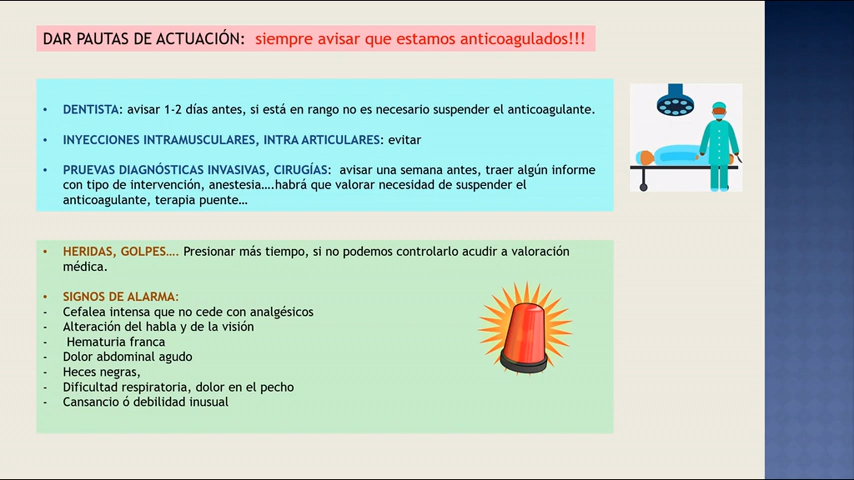 DAR PAUTAS DE ACTUACIÓN: siempre avisar que estamos anticoagulados!!!
• DENTISTA: avisar 1-2 días antes, si está en rango no es necesario suspender el anticoagulante.
• INYECCIONES INTRAMUSCULARES, INTRA ARTICULARES: evitar
• PRUEVAS DIAGNÓSTICAS INVASIVAS, CIRUGÍAS: avisar una semana antes, traer algún informe
con tipo de intervención, anestesia….habrá que valorar necesidad de suspender el
anticoagulante, terapia puente…
• HERIDAS, GOLPES…. Presionar más tiempo, si no podemos controlarlo acudir a valoración
médica.
• SIGNOS DE ALARMA:
- Cefalea intensa que no cede con analgésicos
- Alteración del habla y de la visión
- Hematuria franca
- Dolor abdominal agudo
- Heces negras,
- Dificultad respiratoria, dolor en el pecho
- Cansancio ó debilidad inusual